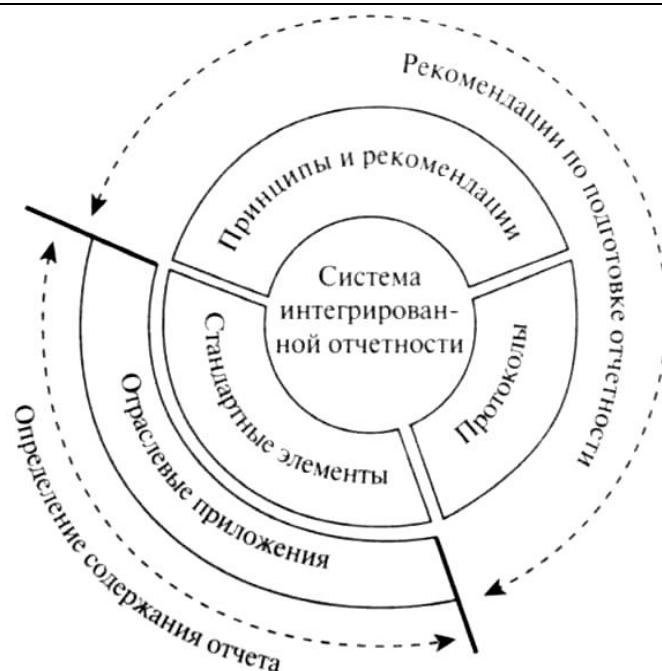 Рекомендации по подготовке отчетности
Принципы и рекомендации
Система
интегрирован-
ной отчетности
Стандартные элементы
Протоколы
Отраслевые приложения
Определение содержания отчета